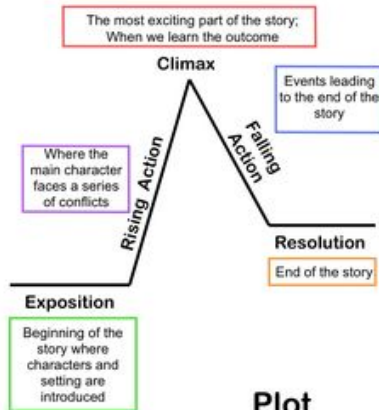 The most exciting part of the story;
When we learn the outcome
Climax
Events leading
to the end of the
story
Falling
Action
Where the
main character
faces a series
of conflicts
Rising Action
Resolution
End of the story
Exposition
Beginning of the
story where
characters and
setting are
introduced
Plot